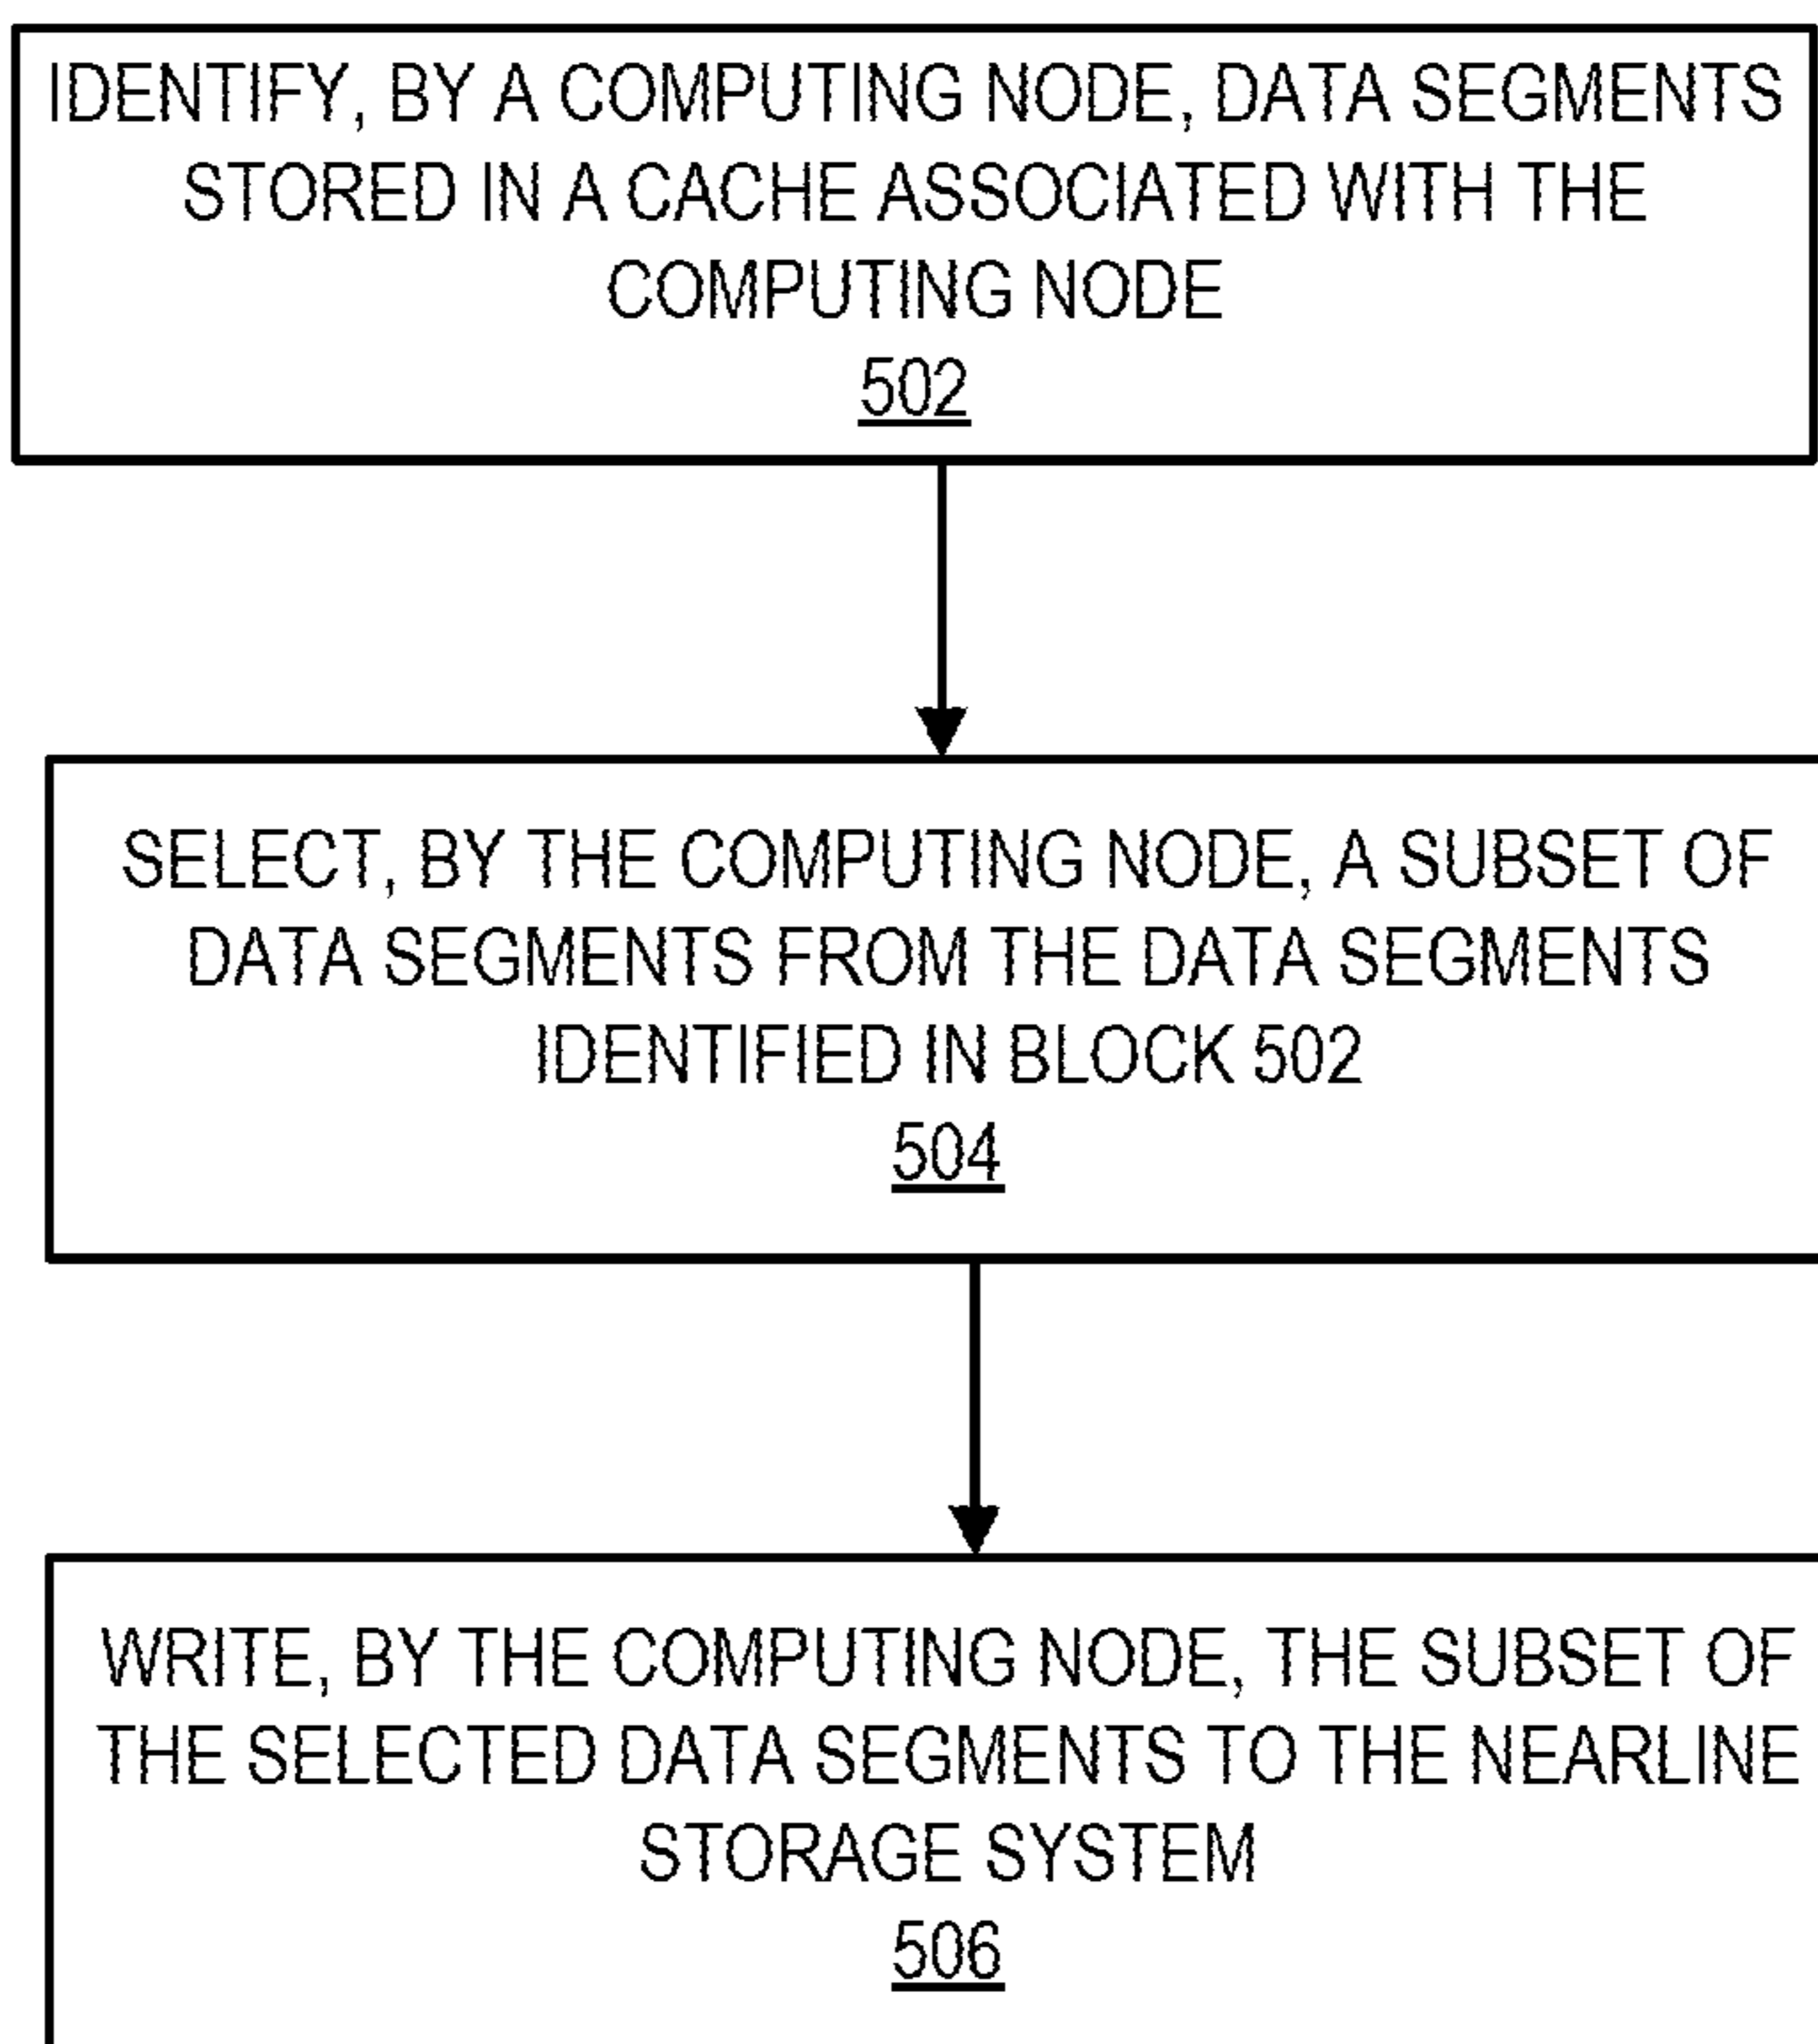 IDENTIFY, BY A COMPUTING NODE, DATA SEGMENTS
STORED IN A CACHE ASSOCIATED WITH THE
COMPUTING NODE
502
SELECT, BY THE COMPUTING NODE, A SUBSET OF
DATA SEGMENTS FROM THE DATA SEGMENTS
IDENTIFIED IN BLOCK 502
504
WRITE, BY THE COMPUTING NODE, THE SUBSET OF
THE SELECTED DATA SEGMENTS TO THE NEARLINE
STORAGE SYSTEM
506